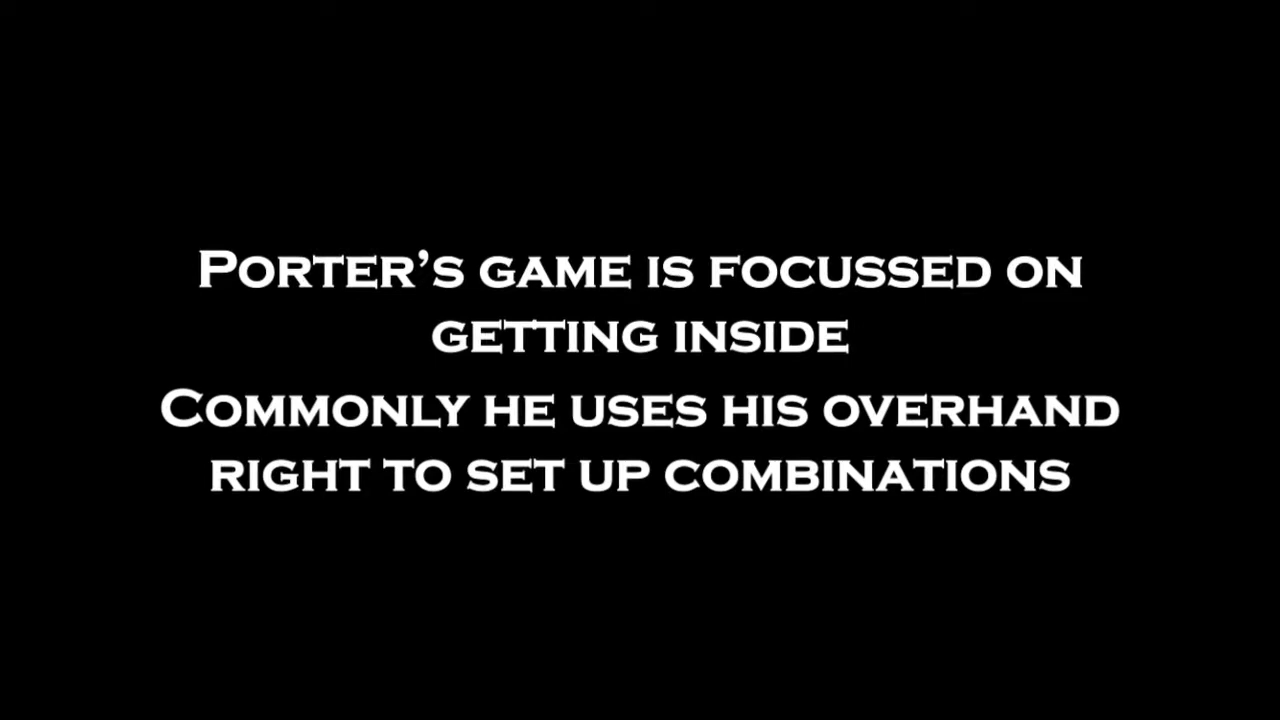 Porter’s game is focussed on
getting inside
Commonly he uses his overhand
right to set up combinations